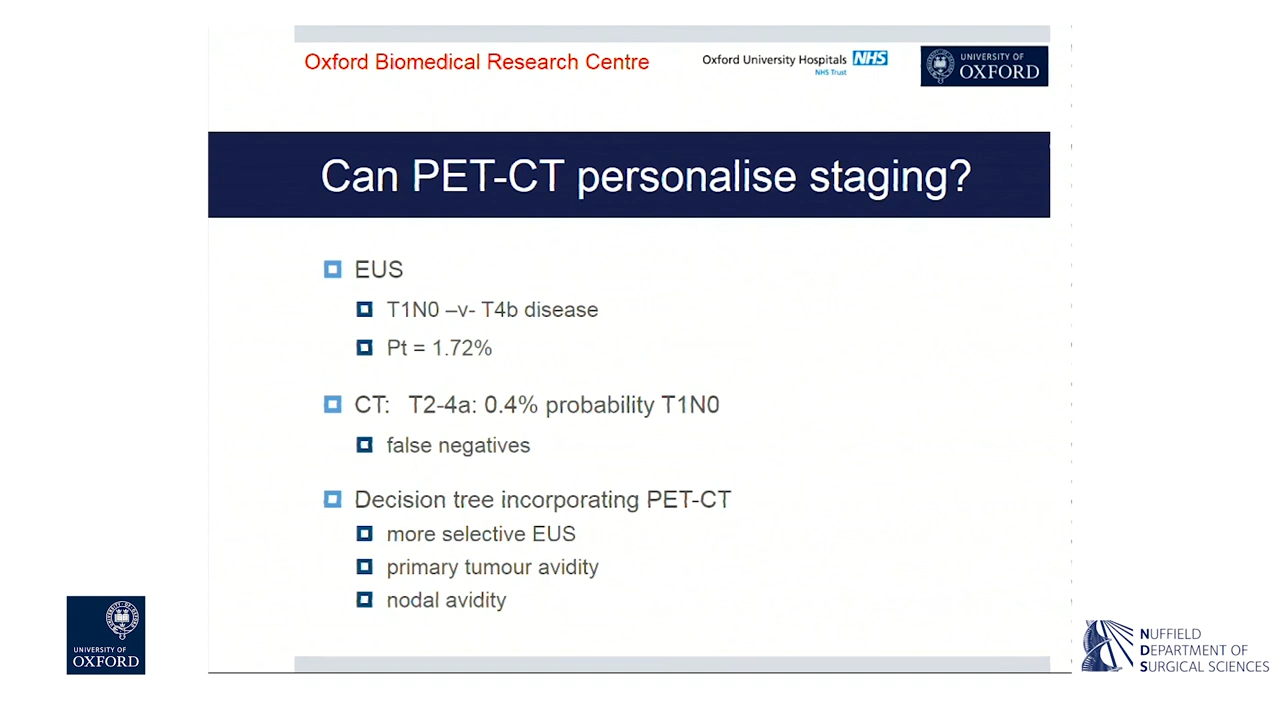 Oxford Biomedical Research Centre
Oxford University Hospitals NHS
NHS Trust
UNIVERSITY OF
OXFORD
Can PET-CT personalise staging?
EUS
T1N0 –v- T4b disease
Pt = 1.72%
CT: T2-4a: 0.4% probability T1N0
false negatives
Decision tree incorporating PET-CT
more selective EUS
primary tumour avidity
nodal avidity
UNIVERSITY OF
OXFORD
NUFFIELD
DEPARTMENT OF
SURGICAL SCIENCES